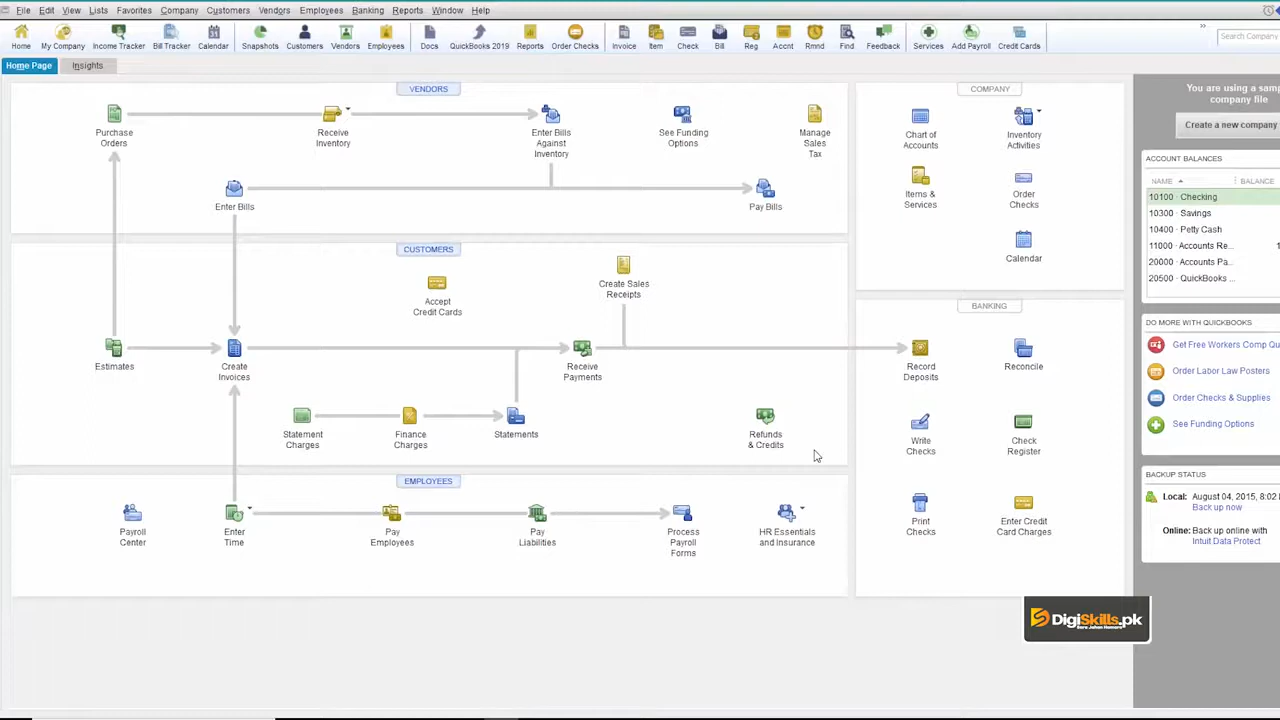 File Edit View Lists Favorites Company Customers Vendors Employees Banking Reports Window Help
Home My Company Income Tracker Bill Tracker Calendar Snapshots Customers Vendors Employees Docs QuickBooks 2019 Reports Order Checks Invoice Item Check Bill Reg Accnt Rmnd Find Feedback Services Add Payroll Credit Cards
Search Company
Home Page Insights
VENDORS
Purchase
Orders
Receive
Inventory
Enter Bills
Against
Inventory
See Funding
Options
Manage
Sales
Tax
Enter Bills
Pay Bills
CUSTOMERS
Accept
Credit Cards
Create Sales
Receipts
Estimates
Create
Invoices
Receive
Payments
Statement
Charges
Finance
Charges
Statements
Refunds
& Credits
EMPLOYEES
Payroll
Center
Enter
Time
Pay
Employees
Pay
Liabilities
Process
Payroll
Forms
HR Essentials
and Insurance
COMPANY
Chart of
Accounts
Inventory
Activities
Items &
Services
Order
Checks
Calendar
BANKING
Record
Deposits
Reconcile
Write
Checks
Check
Register
Print
Checks
Enter Credit
Card Charges
You are using a samp
company file
Create a new company
ACCOUNT BALANCES
NAME BALANCE
10100 · Checking
10300 · Savings
10400 · Petty Cash
11000 · Accounts Re... 1
20000 · Accounts Pa...
20500 · QuickBooks ...
DO MORE WITH QUICKBOOKS
Get Free Workers Comp Qu
Order Labor Law Posters
Order Checks & Supplies
See Funding Options
BACKUP STATUS
Local: August 04, 2015, 8:02
Back up now
Online: Back up online with
Intuit Data Protect
DigiSkills.pk